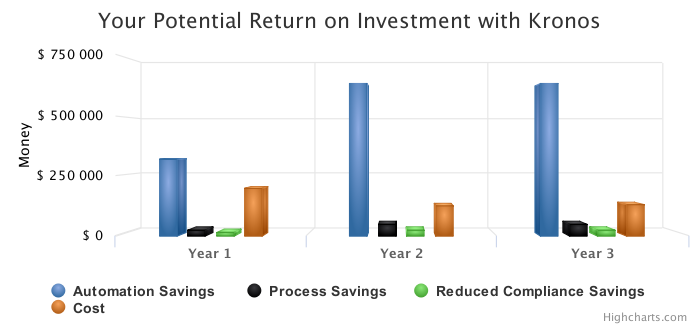 Your Potential Return on Investment with Kronos
$ 750 000
$ 500 000
$ 250 000
$ 0
Money
Year 1
Year 2
Year 3
Automation Savings
Process Savings
Reduced Compliance Savings
Cost
Highcharts.com